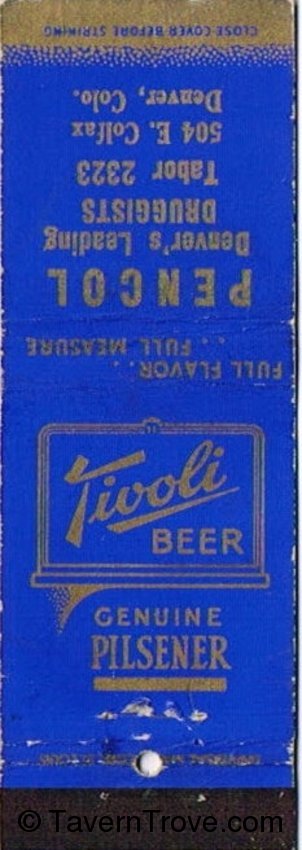 CLOSE COVER BEFORE STRIKING
PENCOL
Denver's Leading
DRUGGISTS
Tabor 2323
504 E. Colfax
Denver, Colo.
FULL FLAVOR...
... FULL MEASURE
Tivoli
BEER
GENUINE
PILSENER
© TavernTrove.com